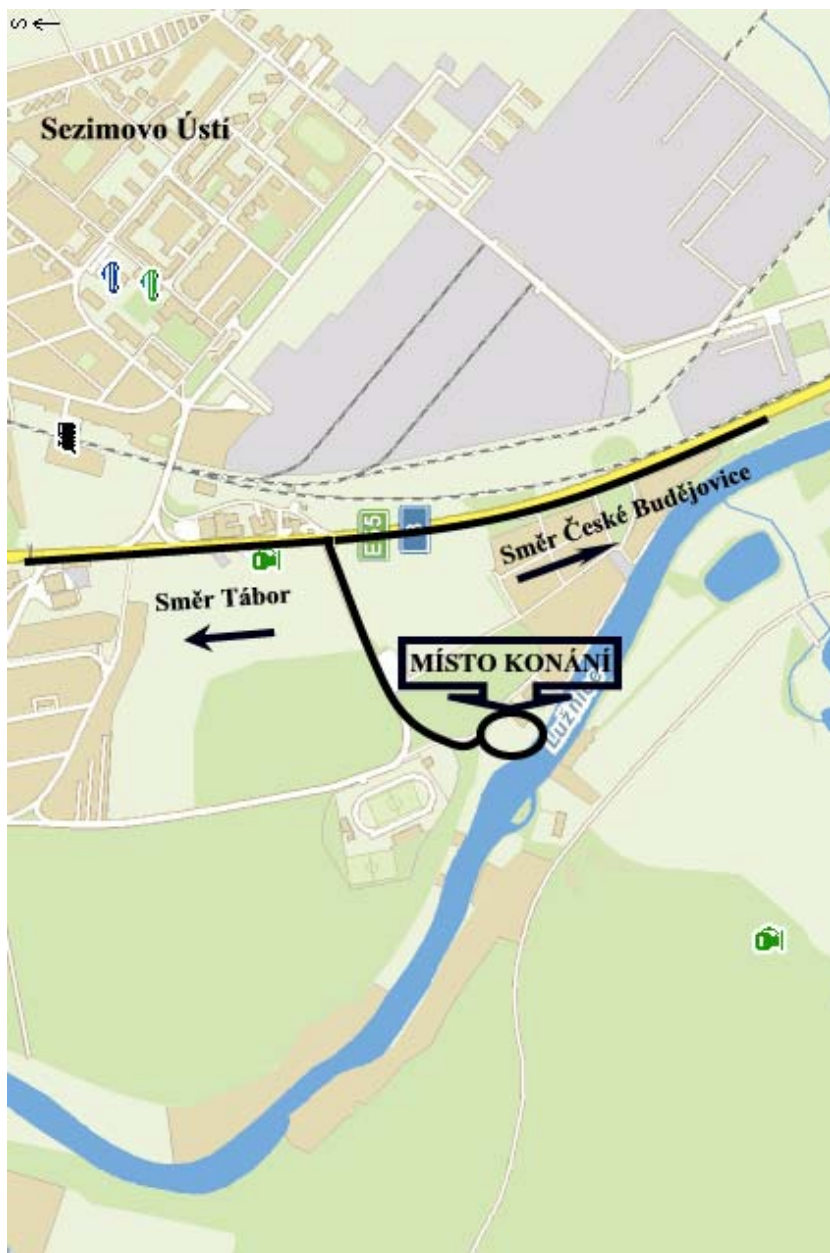 S
Sezimovo Ústí
E55
3
Směr České Budějovice
Směr Tábor
MÍSTO KONÁNÍ
Lužnice